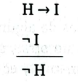 H → I
¬ I
¬ H